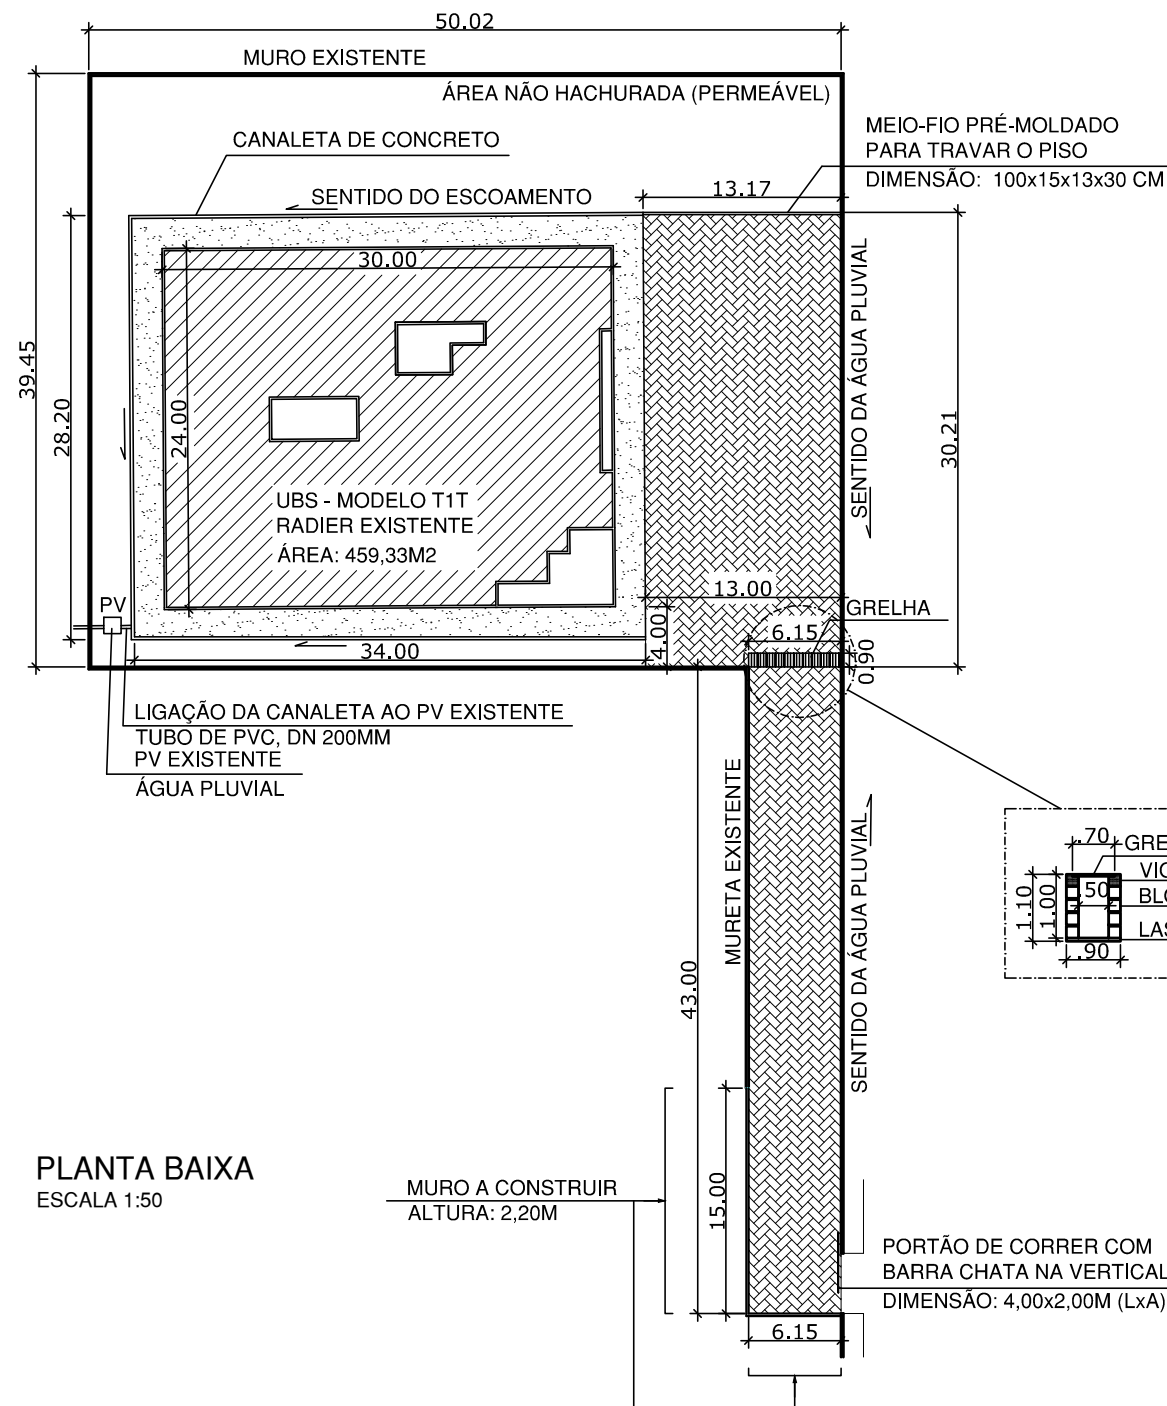 50.02
MURO EXISTENTE
ÁREA NÃO HACHURADA (PERMEÁVEL)
MEIO-FIO PRÉ-MOLDADO
PARA TRAVAR O PISO
DIMENSÃO: 100x15x13x30 CM
CANALETA DE CONCRETO
SENTIDO DO ESCOAMENTO
13.17
30.00
39.45
28.20
24.00
SENTIDO DA ÁGUA PLUVIAL
30.21
UBS - MODELO T1T
RADIER EXISTENTE
ÁREA: 459,33M2
13.00
GRELHA
PV
4.00
6.15
0.90
34.00
LIGAÇÃO DA CANALETA AO PV EXISTENTE
TUBO DE PVC, DN 200MM
PV EXISTENTE
ÁGUA PLUVIAL
MURETA EXISTENTE
SENTIDO DA ÁGUA PLUVIAL
.70
GRE
VIG
.50
BLO
1.10
1.00
LAS
.90
43.00
PLANTA BAIXA
ESCALA 1:50
MURO A CONSTRUIR
ALTURA: 2,20M
15.00
PORTÃO DE CORRER COM
BARRA CHATA NA VERTICAL
DIMENSÃO: 4,00x2,00M (LxA)
6.15